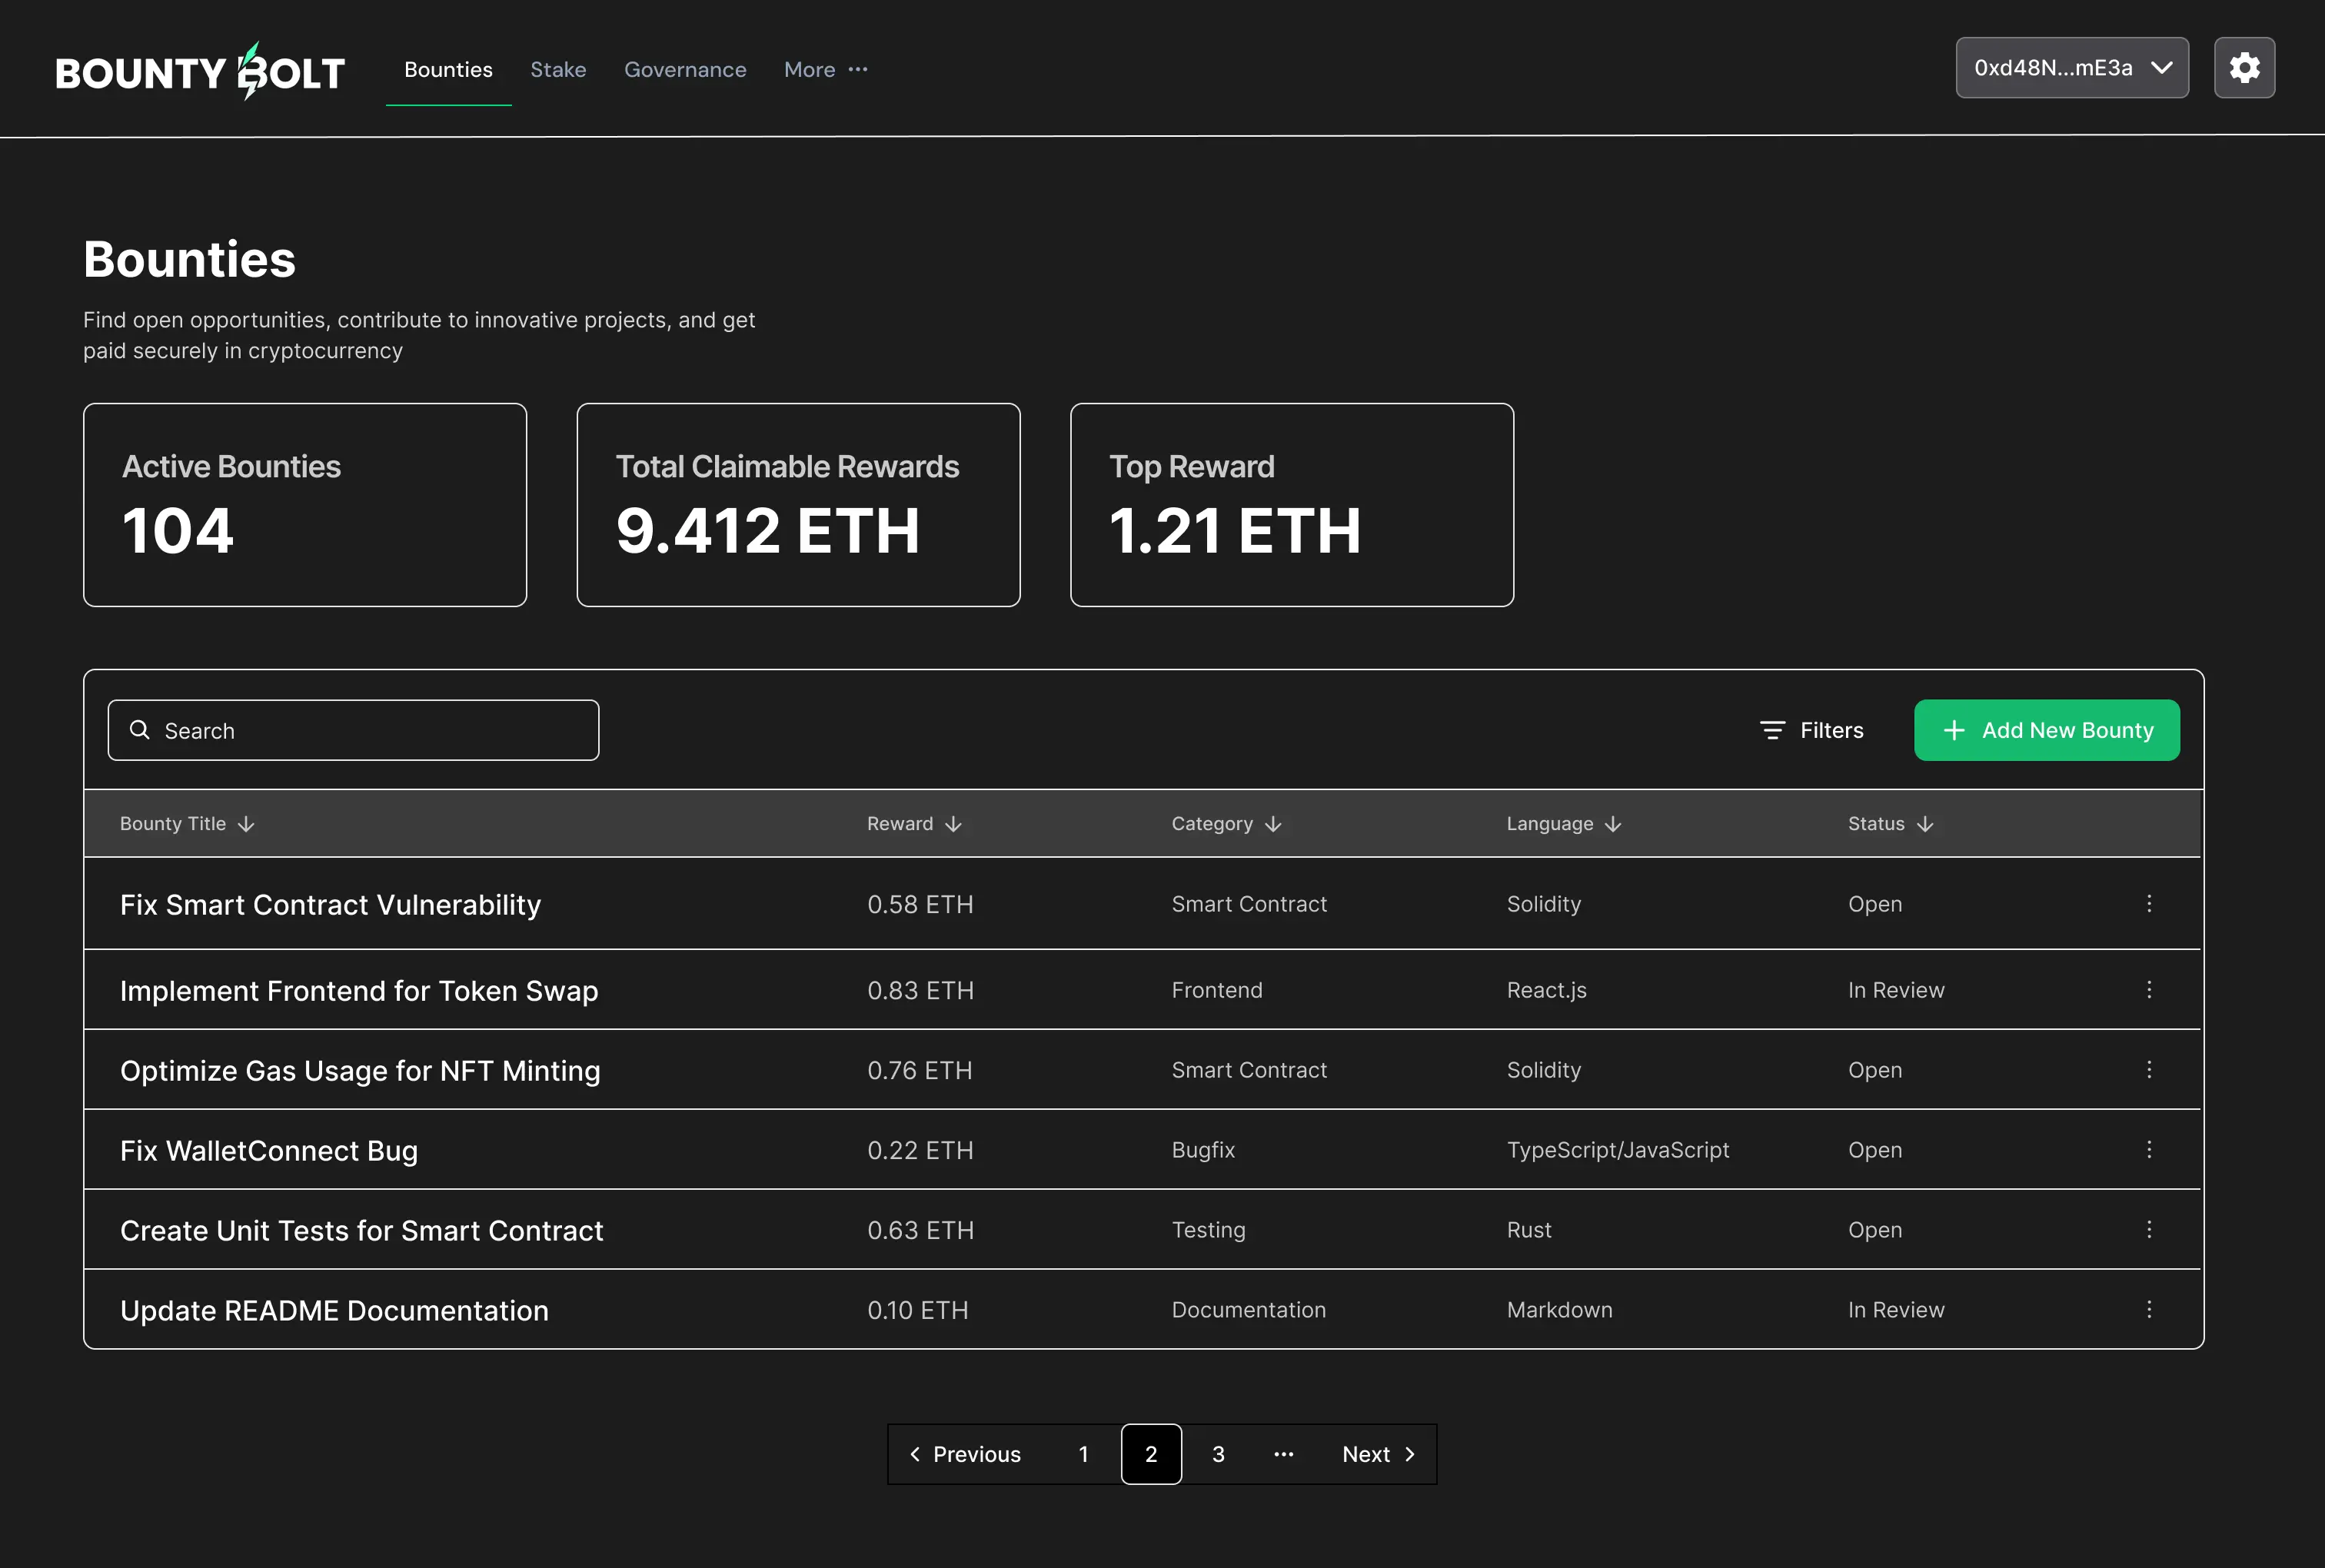 BOUNTY BOLT
Bounties Stake Governance More ···
0xd48N...mE3a
Bounties
Find open opportunities, contribute to innovative projects, and get
paid securely in cryptocurrency
Active Bounties
104
Total Claimable Rewards
9.412 ETH
Top Reward
1.21 ETH
Search
Filters
Add New Bounty
Bounty Title Reward Category Language Status
Fix Smart Contract Vulnerability 0.58 ETH Smart Contract Solidity Open
Implement Frontend for Token Swap 0.83 ETH Frontend React.js In Review
Optimize Gas Usage for NFT Minting 0.76 ETH Smart Contract Solidity Open
Fix WalletConnect Bug 0.22 ETH Bugfix TypeScript/JavaScript Open
Create Unit Tests for Smart Contract 0.63 ETH Testing Rust Open
Update README Documentation 0.10 ETH Documentation Markdown In Review
Previous 1 2 3 ··· Next